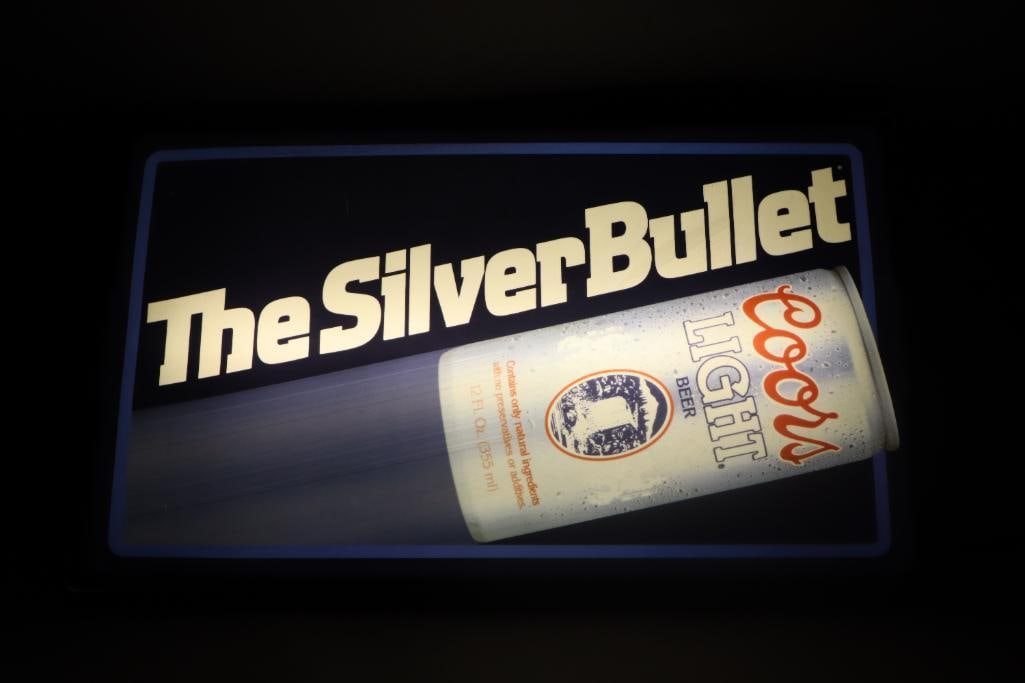 The Silver Bullet
Coors
LIGHT®
BEER
Contains only natural ingredients
with no preservatives or additives.
12 Fl. Oz. (355 ml)